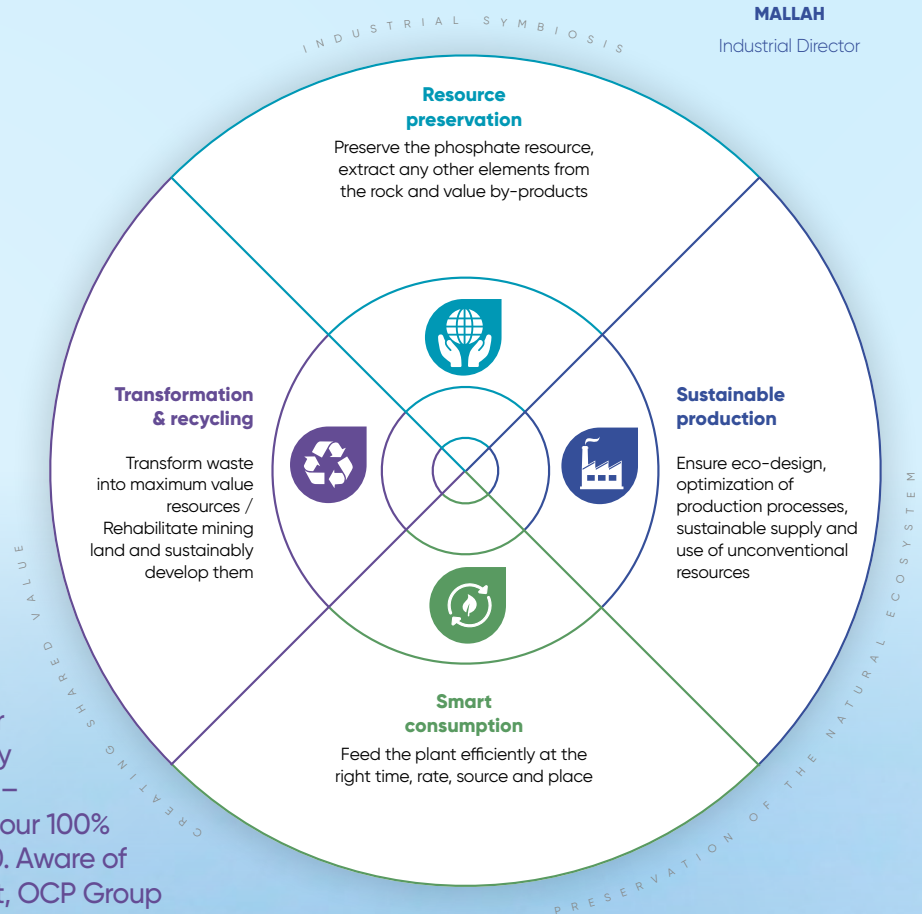 MALLAH
Industrial Director
INDUSTRIAL SYMBIOSIS
Resource
preservation
Preserve the phosphate resource,
extract any other elements from
the rock and value by-products
Transformation
& recycling
Transform waste
into maximum value
resources /
Rehabilitate mining
land and sustainably
develop them
Sustainable
production
Ensure eco-design,
optimization of
production processes,
sustainable supply and
use of unconventional
resources
Smart
consumption
Feed the plant efficiently at the
right time, rate, source and place
CREATING SHARED VALUE
PRESERVATION OF THE NATURAL ECOSYSTEM
–
our 100%
. Aware of
, OCP Group